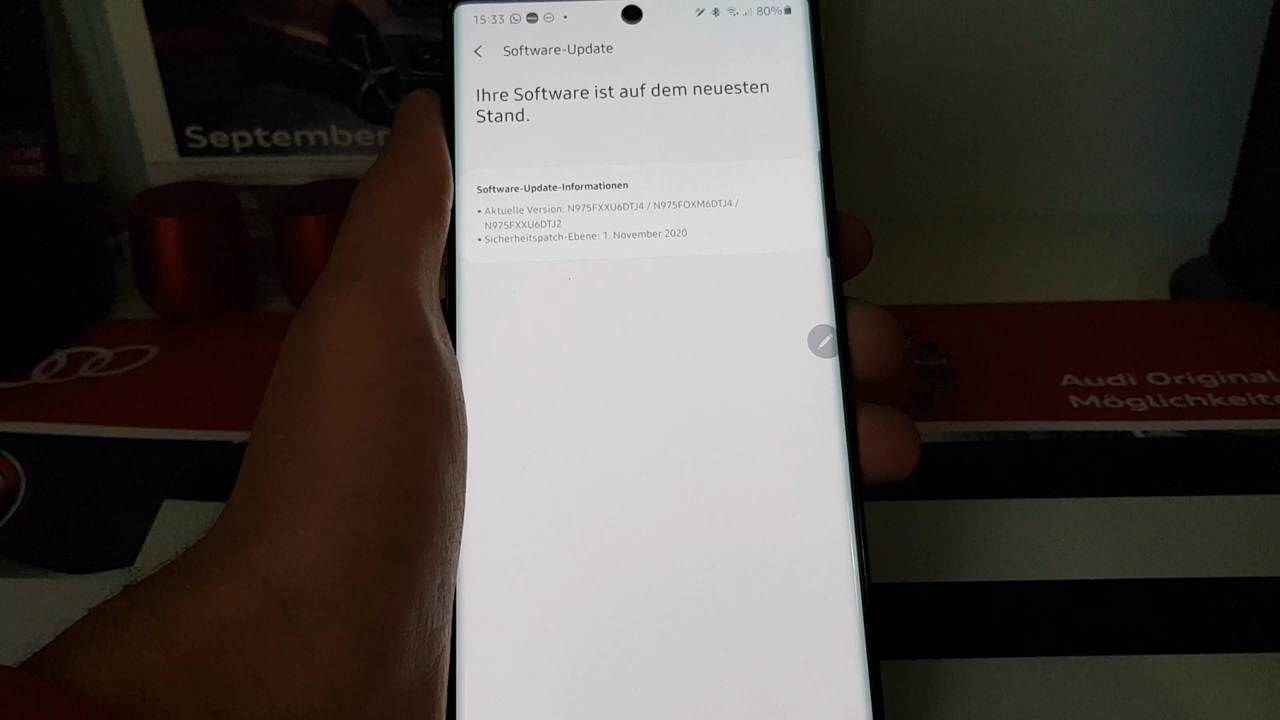 15:33
80%
Software-Update
Ihre Software ist auf dem neuesten
Stand.
Software-Update-Informationen
• Aktuelle Version: N975FXXU6DTJ4 / N975FOXM6DTJ4 /
N975FXXU6DTJ2
• Sicherheitspatch-Ebene: 1. November 2020
September
Audi Original
Möglichkeite